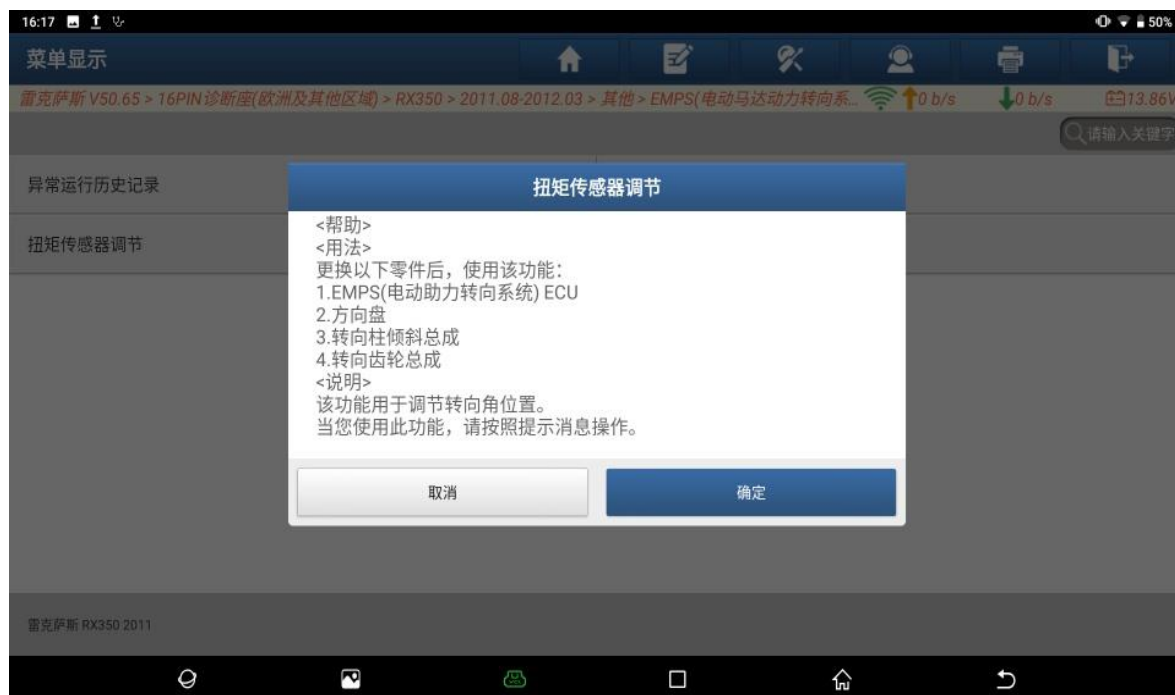 16:17
50%
菜单显示
雷克萨斯 V50.65 > 16PIN诊断座(欧洲及其他区域) > RX350 > 2011.08-2012.03 > 其他 > EMPS(电动马达动力转向系...
0 b/s
0 b/s
13.86V
请输入关键字
异常运行历史记录
扭矩传感器调节
扭矩传感器调节
<帮助>
<用法>
更换以下零件后，使用该功能：
1.EMPS(电动助力转向系统) ECU
2.方向盘
3.转向柱倾斜总成
4.转向齿轮总成
<说明>
该功能用于调节转向角位置。
当您使用此功能，请按照提示消息操作。
取消
确定
雷克萨斯 RX350 2011